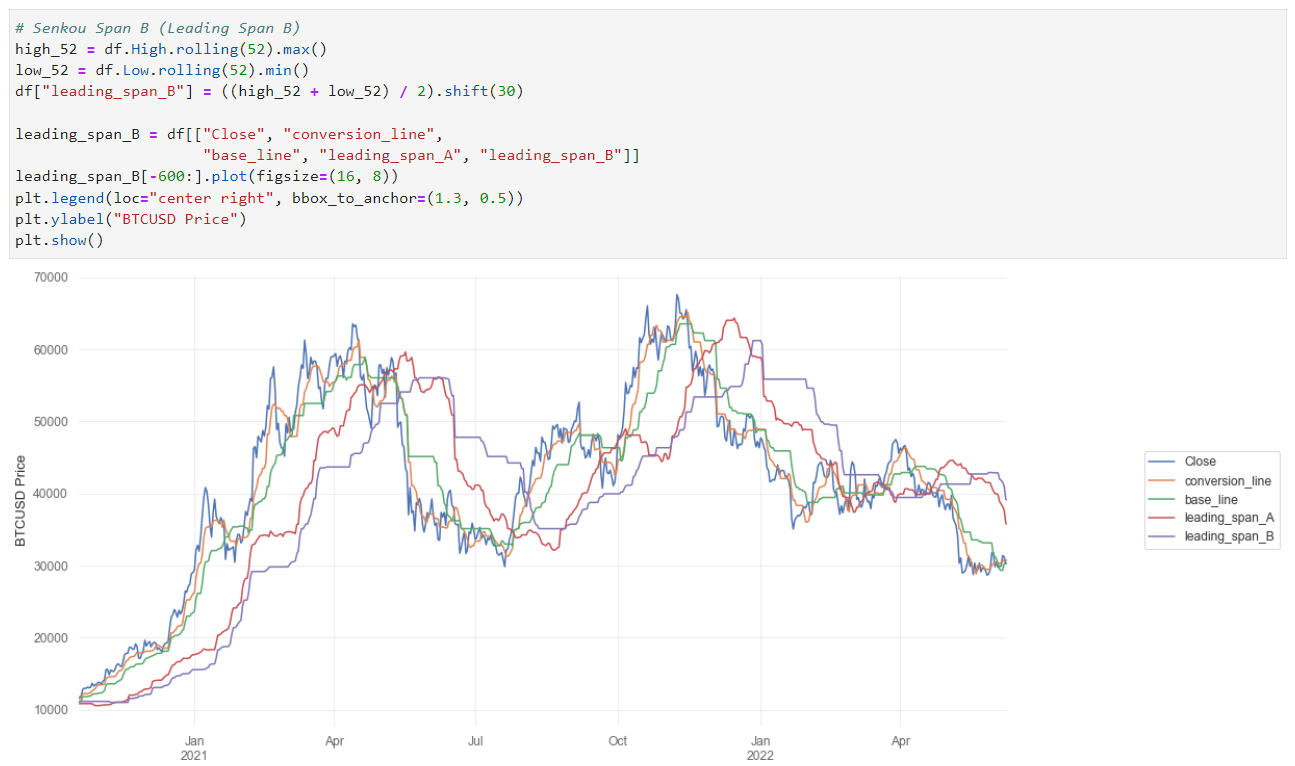 # Senkou Span B (Leading Span B)
high_52 = df.High.rolling(52).max()
low_52 = df.Low.rolling(52).min()
df["leading_span_B"] = ((high_52 + low_52) / 2).shift(30)
leading_span_B = df[["Close", "conversion_line",
"base_line", "leading_span_A", "leading_span_B"]]
leading_span_B[-600:].plot(figsize=(16, 8))
plt.legend(loc="center right", bbox_to_anchor=(1.3, 0.5))
plt.ylabel("BTCUSD Price")
plt.show()
70000
60000
50000
40000
30000
20000
10000
BTCUSD Price
Jan Apr Jul Oct Jan Apr
2021 2022
Close
conversion_line
base_line
leading_span_A
leading_span_B